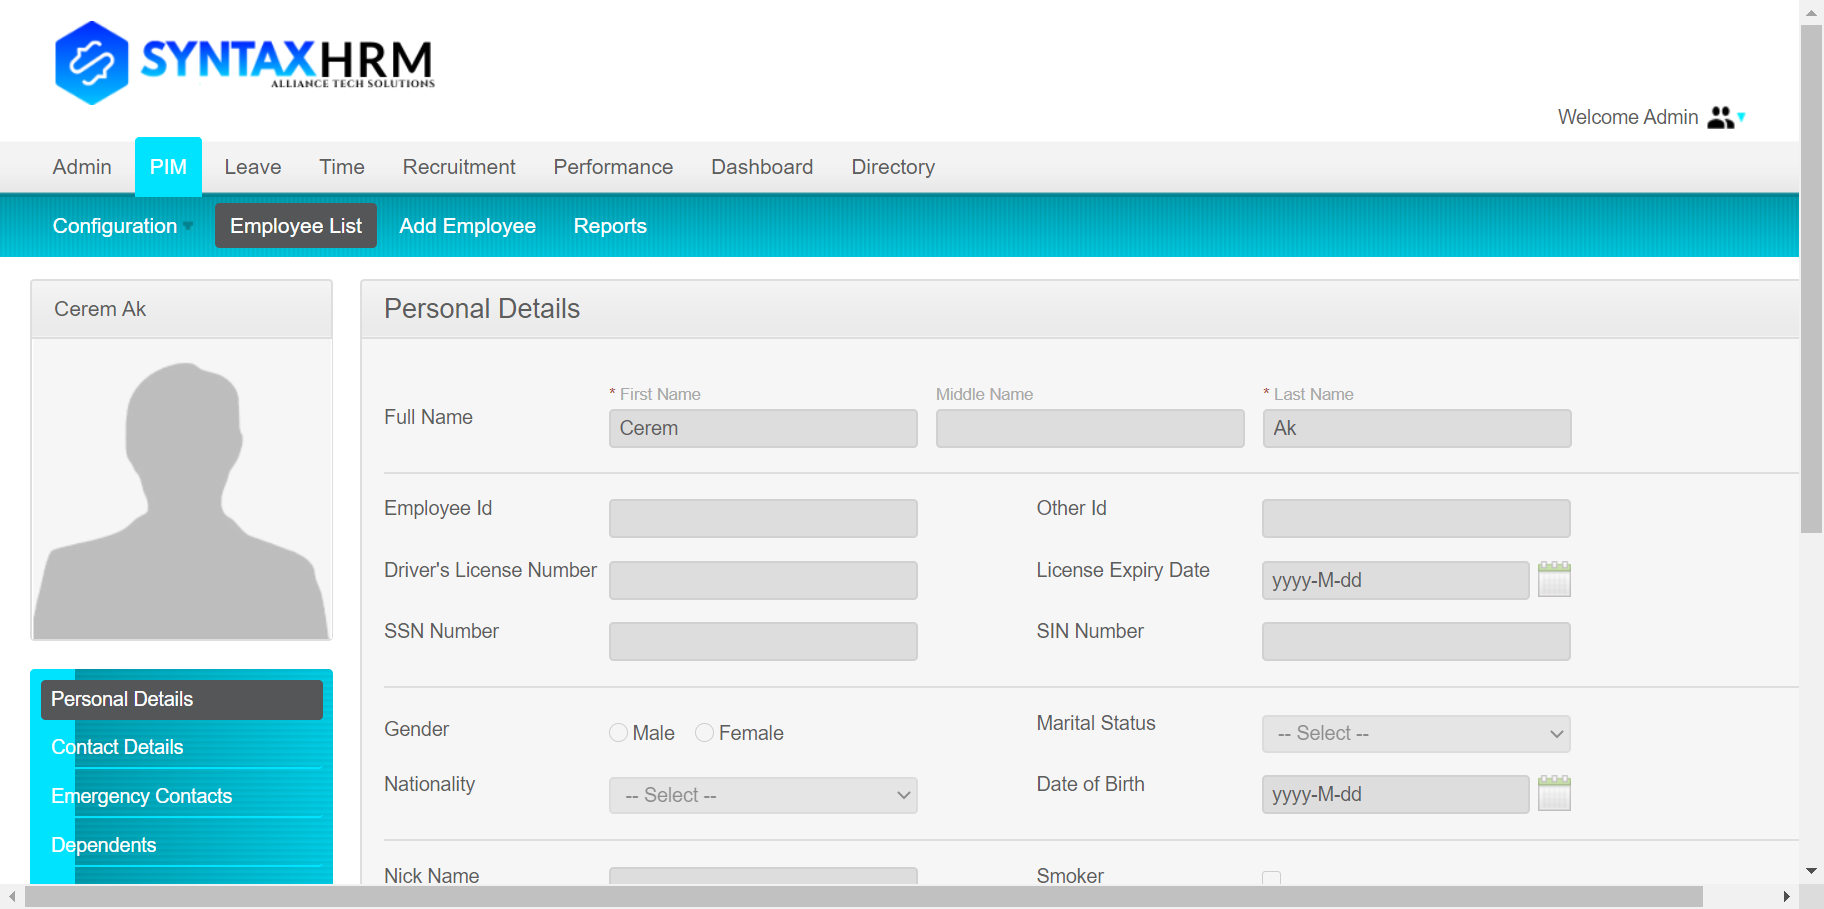 SYNTAXHRM
ALLIANCE TECH SOLUTIONS
Welcome Admin
Admin PIM Leave Time Recruitment Performance Dashboard Directory
Configuration Employee List Add Employee Reports
Cerem Ak
Personal Details
* First Name Middle Name * Last Name
Full Name Cerem Ak
Employee Id Other Id
Driver's License Number License Expiry Date yyyy-M-dd
SSN Number SIN Number
Gender Male Female Marital Status -- Select --
Nationality -- Select -- Date of Birth yyyy-M-dd
Nick Name Smoker
Personal Details
Contact Details
Emergency Contacts
Dependents